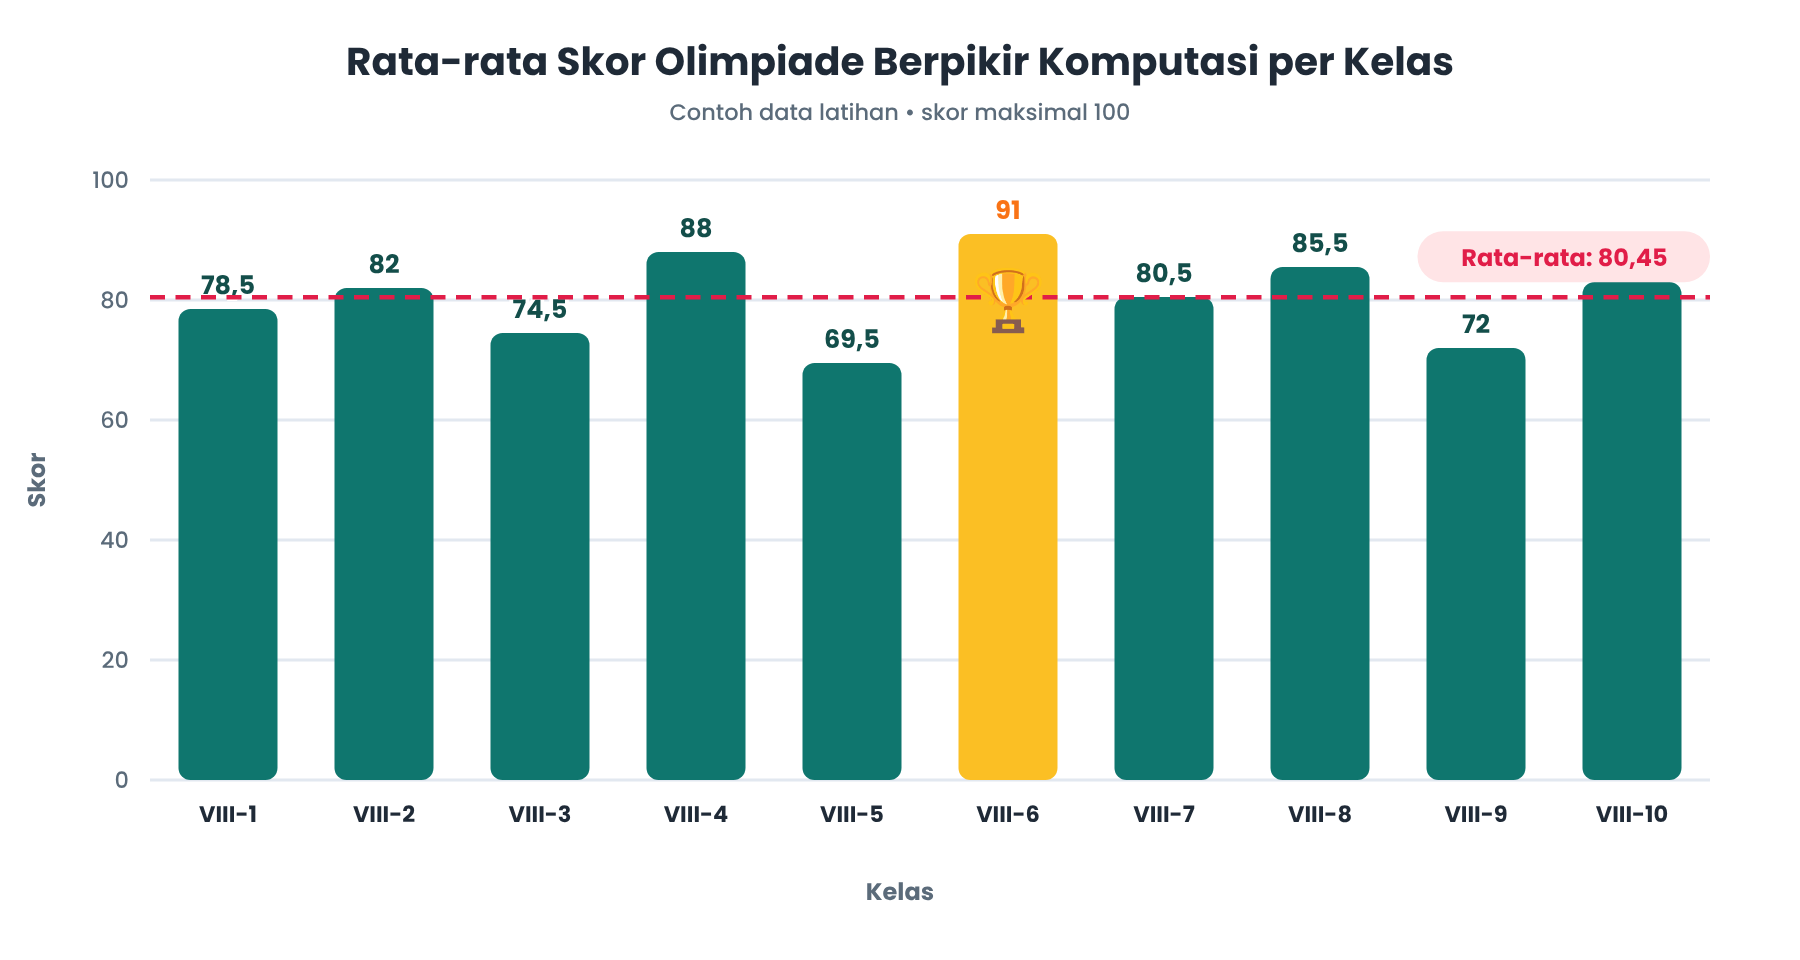 Rata-rata Skor Olimpiade Berpikir Komputasi per Kelas
Contoh data latihan • skor maksimal 100
100
80
60
40
20
0
Skor
78,5
82
74,5
88
69,5
91
80,5
85,5
72
Rata-rata: 80,45
VIII-1
VIII-2
VIII-3
VIII-4
VIII-5
VIII-6
VIII-7
VIII-8
VIII-9
VIII-10
Kelas